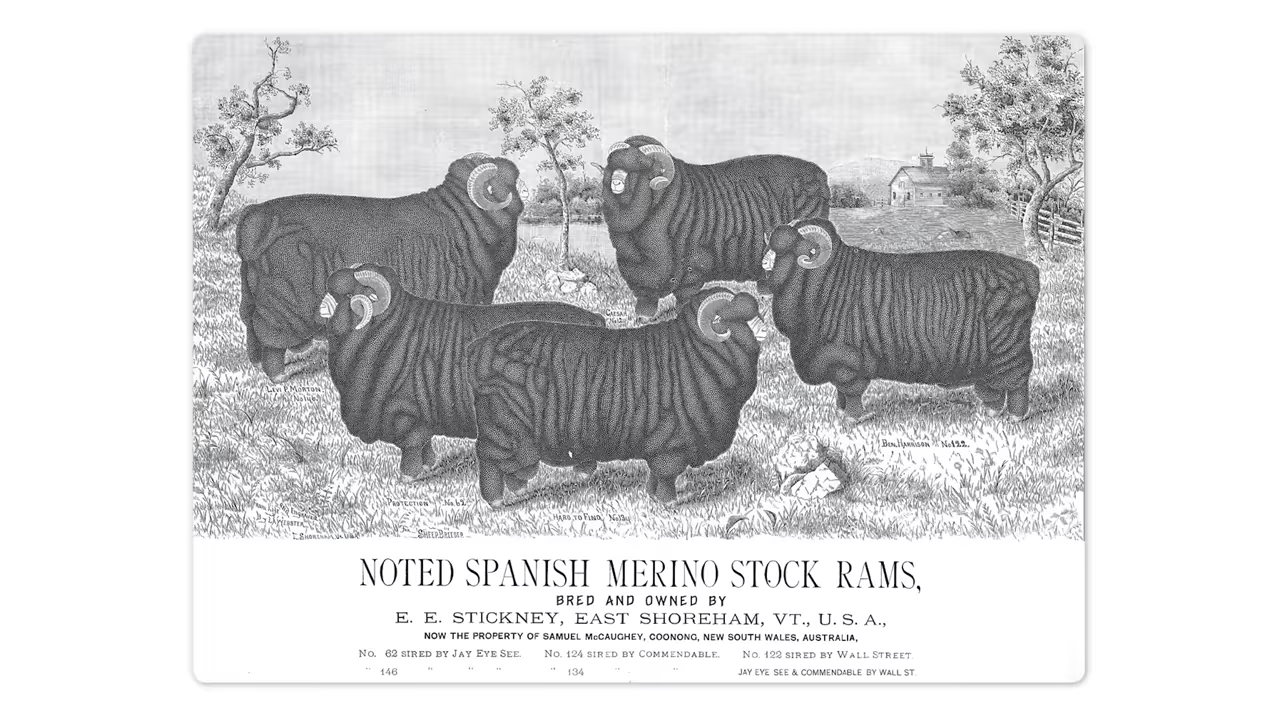 CAESAR
LEVI P. MORTON
BEN. HARRISON No 122.
PROTECTION No. 62
HARD TO FIND,
SHEEP BREEDER
NOTED SPANISH MERINO STOCK RAMS,
BRED AND OWNED BY
E. E. STICKNEY, EAST SHOREHAM, VT., U. S. A.,
NOW THE PROPERTY OF SAMUEL McCAUGHEY, COONONG, NEW SOUTH WALES, AUSTRALIA,
No. 62 SIRED BY JAY EYE SEE. No. 124 SIRED BY COMMENDABLE. No. 122 SIRED BY WALL STREET.
" 146 " " " " 134 " " " JAY EYE SEE & COMMENDABLE BY WALL ST.